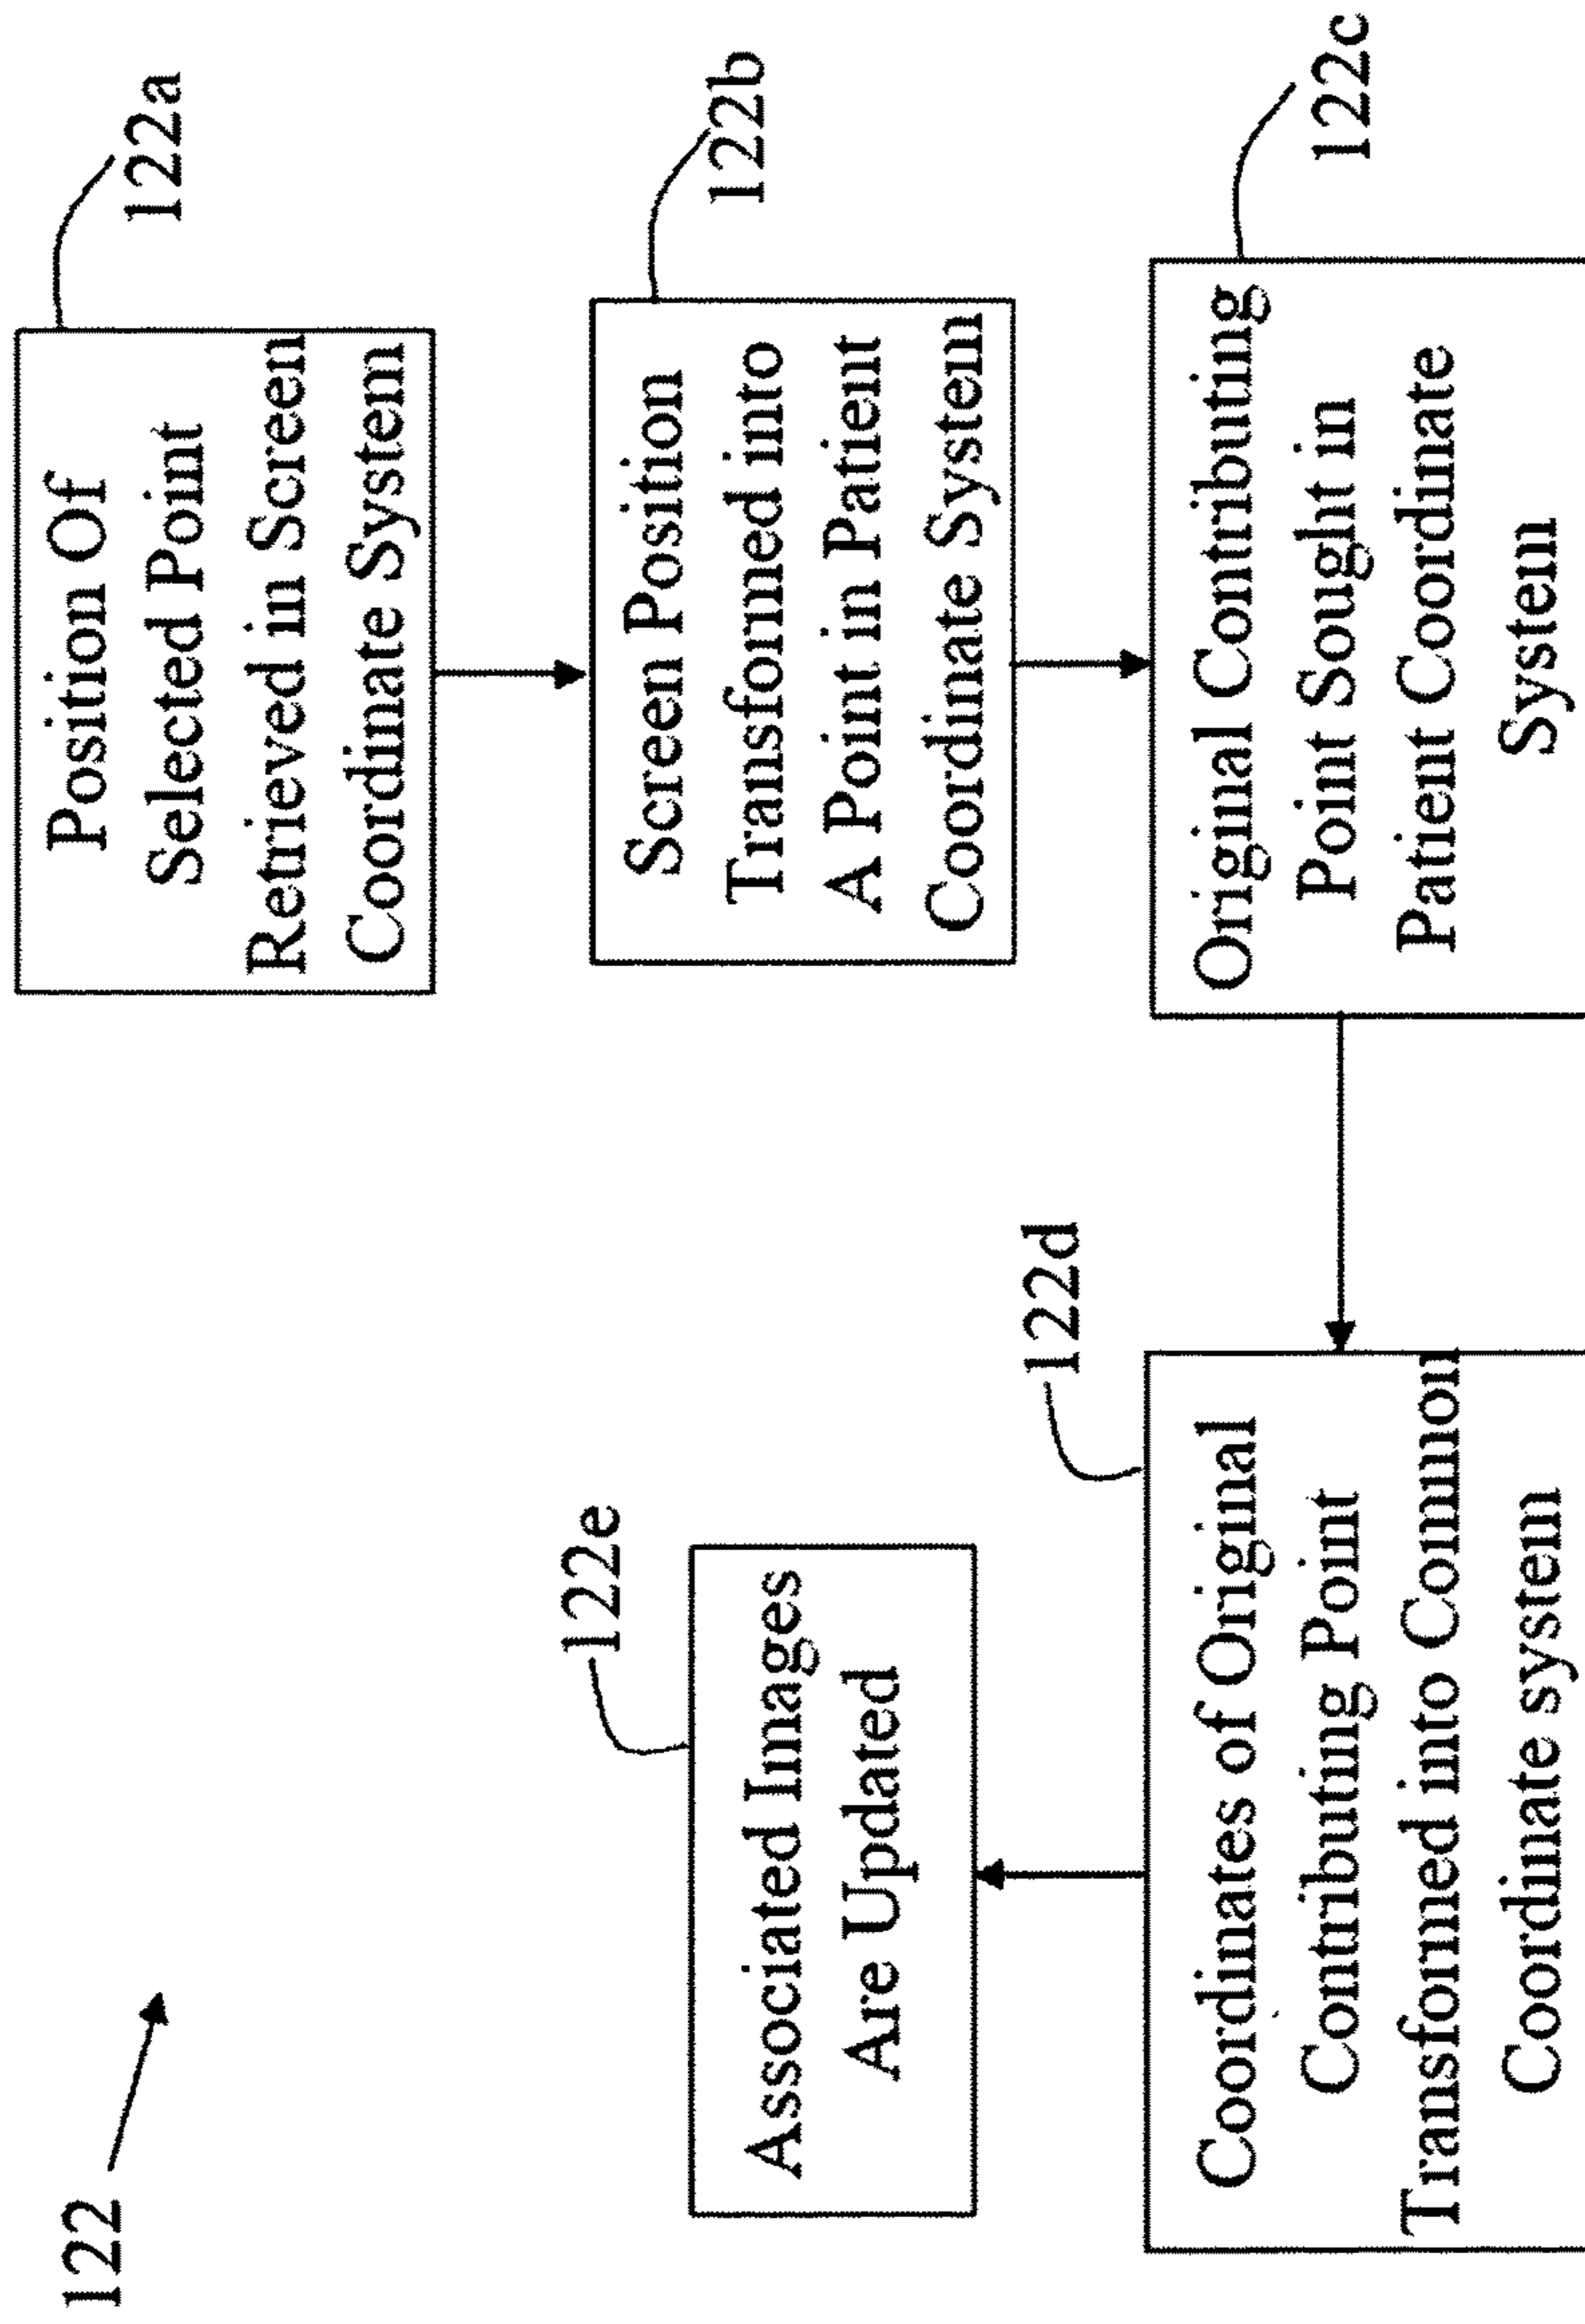 122
122a
Position Of
Selected Point
Retrieved in Screen
Coordinate System
122b
Screen Position
Transformed into
A Point in Patient
Coordinate System
122c
Original Contributing
Point Sought in
Patient Coordinate
System
122d
Coordinates of Original
Contributing Point
Transformed into Common
Coordinate system
122e
Associated Images
Are Updated